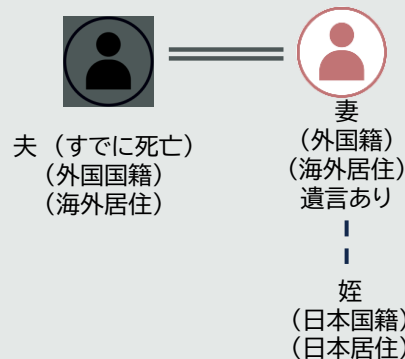 妻
夫（すでに死亡）
（外国籍）
（外国国籍）
（海外居住）
（海外居住）
遺言あり
姪
（日本国籍）
（日本居住）